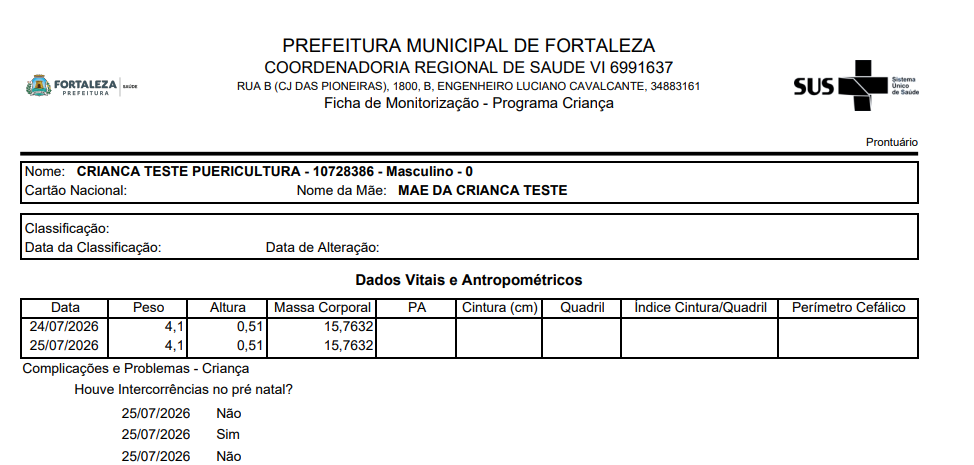 PREFEITURA MUNICIPAL DE FORTALEZA
COORDENADORIA REGIONAL DE SAUDE VI 6991637
RUA B (CJ DAS PIONEIRAS), 1800, B, ENGENHEIRO LUCIANO CAVALCANTE, 34883161
Ficha de Monitorização - Programa Criança
FORTALEZA
PREFEITURA
SAÚDE
SUS
Sistema
Único
de Saúde
Prontuário
Nome: CRIANCA TESTE PUERICULTURA - 10728386 - Masculino - 0
Cartão Nacional: Nome da Mãe: MAE DA CRIANCA TESTE
Classificação:
Data da Classificação: Data de Alteração:
Dados Vitais e Antropométricos
Data Peso Altura Massa Corporal PA Cintura (cm) Quadril Índice Cintura/Quadril Perímetro Cefálico
24/07/2026 4,1 0,51 15,7632
25/07/2026 4,1 0,51 15,7632
Complicações e Problemas - Criança
Houve Intercorrências no pré natal?
25/07/2026 Não
25/07/2026 Sim
25/07/2026 Não